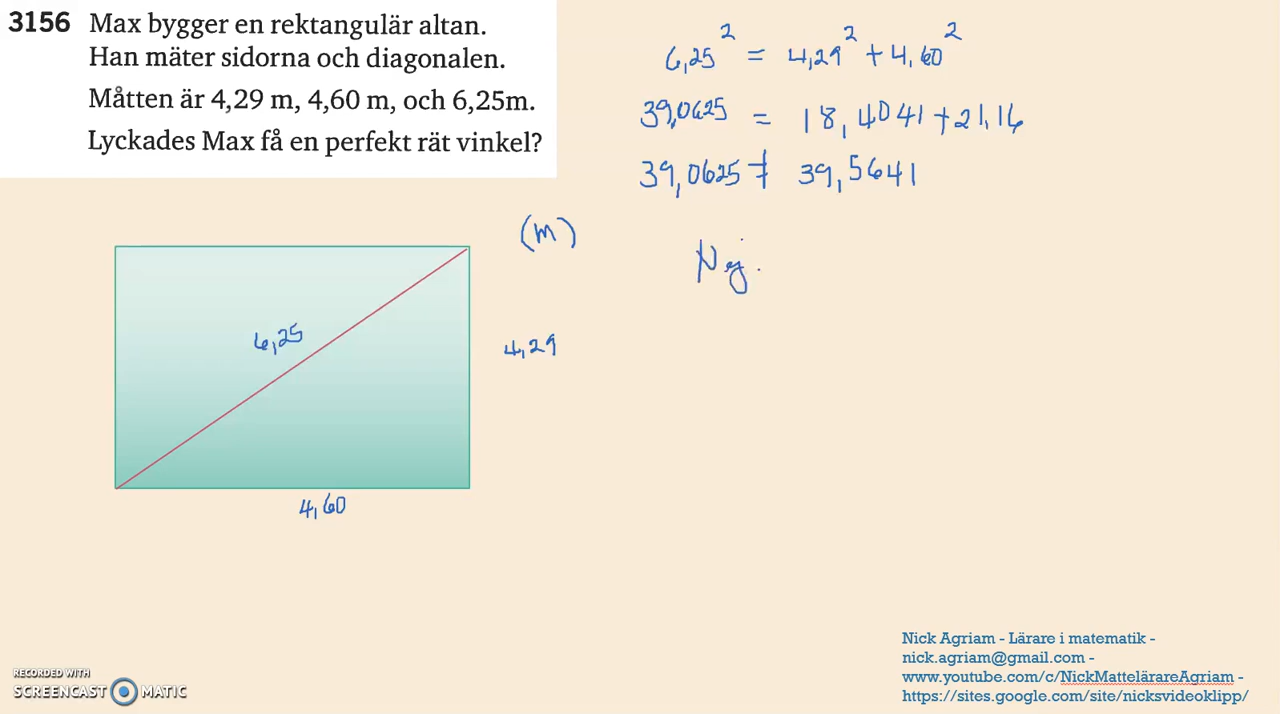 3156 Max bygger en rektangulär altan.
Han mäter sidorna och diagonalen.
Måtten är 4,29 m, 4,60 m, och 6,25m.
Lyckades Max få en perfekt rät vinkel?
6,25² = 4,29² + 4,60²
39,0625 = 18,4041 + 21,16
39,0625 ≠ 39,5641
Nej.
(m)
6,25
4,29
4,60
Nick Agriam - Lärare i matematik -
nick.agriam@gmail.com -
www.youtube.com/c/NickMattelärareAgriam -
https://sites.google.com/site/nicksvideoklipp/
RECORDED WITH
SCREENCAST MATIC